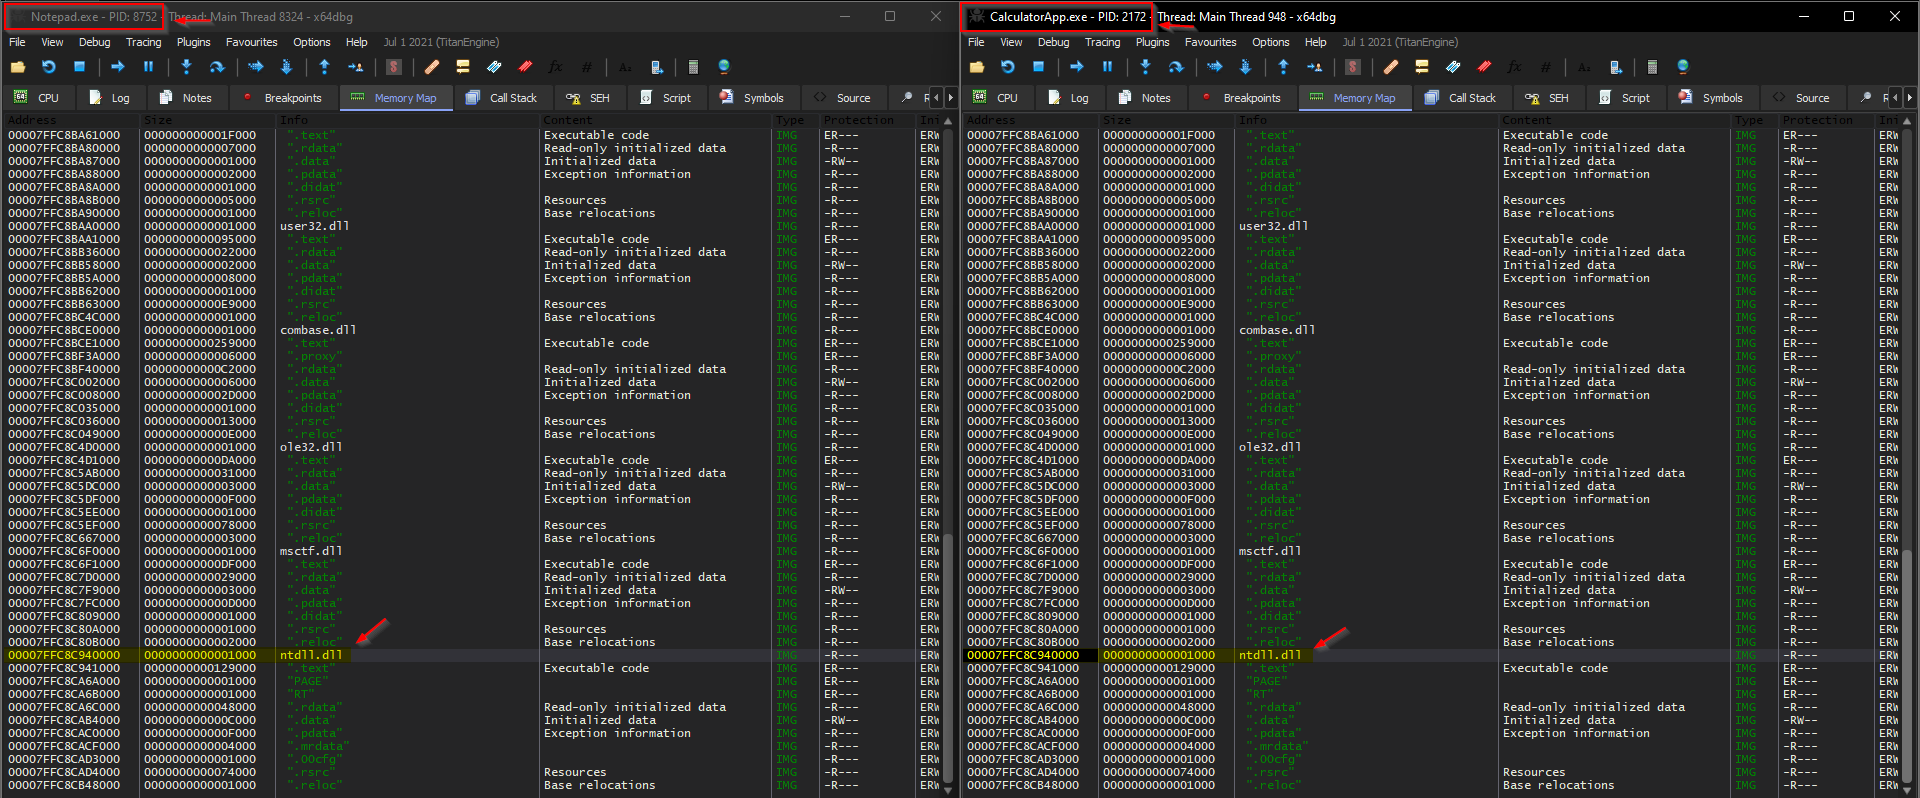 Notepad.exe - PID: 8752 - Thread: Main Thread 8324 - x64dbg
File View Debug Tracing Plugins Favourites Options Help Jul 1 2021 (TitanEngine)
CPU Log Notes Breakpoints Memory Map Call Stack SEH Script Symbols Source
Address Size Info Content Type Protection Ini
00007FFC8BA61000 000000000001F000 ".text" Executable code IMG ER--- ERW
00007FFC8BA80000 0000000000007000 ".rdata" Read-only initialized data IMG -R--- ERW
00007FFC8BA87000 0000000000001000 ".data" Initialized data IMG -RW-- ERW
00007FFC8BA88000 0000000000002000 ".pdata" Exception information IMG -R--- ERW
00007FFC8BA8A000 0000000000001000 ".didat" IMG -R--- ERW
00007FFC8BA8B000 0000000000005000 ".rsrc" Resources IMG -R--- ERW
00007FFC8BA90000 0000000000001000 ".reloc" Base relocations IMG -R--- ERW
00007FFC8BAA0000 0000000000001000 user32.dll IMG -R--- ERW
00007FFC8BAA1000 0000000000095000 ".text" Executable code IMG ER--- ERW
00007FFC8BB36000 0000000000022000 ".rdata" Read-only initialized data IMG -R--- ERW
00007FFC8BB58000 0000000000002000 ".data" Initialized data IMG -RW-- ERW
00007FFC8BB5A000 0000000000008000 ".pdata" Exception information IMG -R--- ERW
00007FFC8BB62000 0000000000001000 ".didat" IMG -R--- ERW
00007FFC8BB63000 00000000000E9000 ".rsrc" Resources IMG -R--- ERW
00007FFC8BC4C000 0000000000001000 ".reloc" Base relocations IMG -R--- ERW
00007FFC8BCE0000 0000000000001000 combase.dll IMG -R--- ERW
00007FFC8BCE1000 0000000000259000 ".text" Executable code IMG ER--- ERW
00007FFC8BF3A000 0000000000006000 ".proxy" IMG ER--- ERW
00007FFC8BF40000 00000000000C2000 ".rdata" Read-only initialized data IMG -R--- ERW
00007FFC8C002000 0000000000006000 ".data" Initialized data IMG -RW-- ERW
00007FFC8C008000 000000000002D000 ".pdata" Exception information IMG -R--- ERW
00007FFC8C035000 0000000000001000 ".didat" IMG -R--- ERW
00007FFC8C036000 0000000000013000 ".rsrc" Resources IMG -R--- ERW
00007FFC8C049000 000000000000E000 ".reloc" Base relocations IMG -R--- ERW
00007FFC8C4D0000 0000000000001000 ole32.dll IMG -R--- ERW
00007FFC8C4D1000 00000000000DA000 ".text" Executable code IMG ER--- ERW
00007FFC8C5AB000 0000000000031000 ".rdata" Read-only initialized data IMG -R--- ERW
00007FFC8C5DC000 0000000000003000 ".data" Initialized data IMG -RW-- ERW
00007FFC8C5DF000 000000000000F000 ".pdata" Exception information IMG -R--- ERW
00007FFC8C5EE000 0000000000001000 ".didat" IMG -R--- ERW
00007FFC8C5EF000 0000000000078000 ".rsrc" Resources IMG -R--- ERW
00007FFC8C667000 0000000000003000 ".reloc" Base relocations IMG -R--- ERW
00007FFC8C6F0000 0000000000001000 msctf.dll IMG -R--- ERW
00007FFC8C6F1000 00000000000DF000 ".text" Executable code IMG ER--- ERW
00007FFC8C7D0000 0000000000029000 ".rdata" Read-only initialized data IMG -R--- ERW
00007FFC8C7F9000 0000000000003000 ".data" Initialized data IMG -RW-- ERW
00007FFC8C7FC000 000000000000D000 ".pdata" Exception information IMG -R--- ERW
00007FFC8C809000 0000000000001000 ".didat" IMG -R--- ERW
00007FFC8C80A000 0000000000001000 ".rsrc" Resources IMG -R--- ERW
00007FFC8C80B000 0000000000002000 ".reloc" Base relocations IMG -R--- ERW
00007FFC8C940000 0000000000001000 ntdll.dll IMG -R--- ERW
00007FFC8C941000 0000000000129000 ".text" Executable code IMG ER--- ERW
00007FFC8CA6A000 0000000000001000 "PAGE" IMG ER--- ERW
00007FFC8CA6B000 0000000000001000 "RT" IMG ER--- ERW
00007FFC8CA6C000 0000000000048000 ".rdata" Read-only initialized data IMG -R--- ERW
00007FFC8CAB4000 000000000000C000 ".data" Initialized data IMG -RW-- ERW
00007FFC8CAC0000 000000000000F000 ".pdata" Exception information IMG -R--- ERW
00007FFC8CACF000 0000000000004000 ".mrdata" IMG -R--- ERW
00007FFC8CAD3000 0000000000001000 ".00cfg" IMG -R--- ERW
00007FFC8CAD4000 0000000000074000 ".rsrc" Resources IMG -R--- ERW
00007FFC8CB48000 0000000000001000 ".reloc" Base relocations IMG -R--- ERW
CalculatorApp.exe - PID: 2172 - Thread: Main Thread 948 - x64dbg
File View Debug Tracing Plugins Favourites Options Help Jul 1 2021 (TitanEngine)
CPU Log Notes Breakpoints Memory Map Call Stack SEH Script Symbols Source
Address Size Info Content Type Protection Ini
00007FFC8BA61000 000000000001F000 ".text" Executable code IMG ER--- ERW
00007FFC8BA80000 0000000000007000 ".rdata" Read-only initialized data IMG -R--- ERW
00007FFC8BA87000 0000000000001000 ".data" Initialized data IMG -RW-- ERW
00007FFC8BA88000 0000000000002000 ".pdata" Exception information IMG -R--- ERW
00007FFC8BA8A000 0000000000001000 ".didat" IMG -R--- ERW
00007FFC8BA8B000 0000000000005000 ".rsrc" Resources IMG -R--- ERW
00007FFC8BA90000 0000000000001000 ".reloc" Base relocations IMG -R--- ERW
00007FFC8BAA0000 0000000000001000 user32.dll IMG -R--- ERW
00007FFC8BAA1000 0000000000095000 ".text" Executable code IMG ER--- ERW
00007FFC8BB36000 0000000000022000 ".rdata" Read-only initialized data IMG -R--- ERW
00007FFC8BB58000 0000000000002000 ".data" Initialized data IMG -RW-- ERW
00007FFC8BB5A000 0000000000008000 ".pdata" Exception information IMG -R--- ERW
00007FFC8BB62000 0000000000001000 ".didat" IMG -R--- ERW
00007FFC8BB63000 00000000000E9000 ".rsrc" Resources IMG -R--- ERW
00007FFC8BC4C000 0000000000001000 ".reloc" Base relocations IMG -R--- ERW
00007FFC8BCE0000 0000000000001000 combase.dll IMG -R--- ERW
00007FFC8BCE1000 0000000000259000 ".text" Executable code IMG ER--- ERW
00007FFC8BF3A000 0000000000006000 ".proxy" IMG ER--- ERW
00007FFC8BF40000 00000000000C2000 ".rdata" Read-only initialized data IMG -R--- ERW
00007FFC8C002000 0000000000006000 ".data" Initialized data IMG -RW-- ERW
00007FFC8C008000 000000000002D000 ".pdata" Exception information IMG -R--- ERW
00007FFC8C035000 0000000000001000 ".didat" IMG -R--- ERW
00007FFC8C036000 0000000000013000 ".rsrc" Resources IMG -R--- ERW
00007FFC8C049000 000000000000E000 ".reloc" Base relocations IMG -R--- ERW
00007FFC8C4D0000 0000000000001000 ole32.dll IMG -R--- ERW
00007FFC8C4D1000 00000000000DA000 ".text" Executable code IMG ER--- ERW
00007FFC8C5AB000 0000000000031000 ".rdata" Read-only initialized data IMG -R--- ERW
00007FFC8C5DC000 0000000000003000 ".data" Initialized data IMG -RW-- ERW
00007FFC8C5DF000 000000000000F000 ".pdata" Exception information IMG -R--- ERW
00007FFC8C5EE000 0000000000001000 ".didat" IMG -R--- ERW
00007FFC8C5EF000 0000000000078000 ".rsrc" Resources IMG -R--- ERW
00007FFC8C667000 0000000000003000 ".reloc" Base relocations IMG -R--- ERW
00007FFC8C6F0000 0000000000001000 msctf.dll IMG -R--- ERW
00007FFC8C6F1000 00000000000DF000 ".text" Executable code IMG ER--- ERW
00007FFC8C7D0000 0000000000029000 ".rdata" Read-only initialized data IMG -R--- ERW
00007FFC8C7F9000 0000000000003000 ".data" Initialized data IMG -RW-- ERW
00007FFC8C7FC000 000000000000D000 ".pdata" Exception information IMG -R--- ERW
00007FFC8C809000 0000000000001000 ".didat" IMG -R--- ERW
00007FFC8C80A000 0000000000001000 ".rsrc" Resources IMG -R--- ERW
00007FFC8C80B000 0000000000002000 ".reloc" Base relocations IMG -R--- ERW
00007FFC8C940000 0000000000001000 ntdll.dll IMG -R--- ERW
00007FFC8C941000 0000000000129000 ".text" Executable code IMG ER--- ERW
00007FFC8CA6A000 0000000000001000 "PAGE" IMG ER--- ERW
00007FFC8CA6B000 0000000000001000 "RT" IMG ER--- ERW
00007FFC8CA6C000 0000000000048000 ".rdata" Read-only initialized data IMG -R--- ERW
00007FFC8CAB4000 000000000000C000 ".data" Initialized data IMG -RW-- ERW
00007FFC8CAC0000 000000000000F000 ".pdata" Exception information IMG -R--- ERW
00007FFC8CACF000 0000000000004000 ".mrdata" IMG -R--- ERW
00007FFC8CAD3000 0000000000001000 ".00cfg" IMG -R--- ERW
00007FFC8CAD4000 0000000000074000 ".rsrc" Resources IMG -R--- ERW
00007FFC8CB48000 0000000000001000 ".reloc" Base relocations IMG -R--- ERW